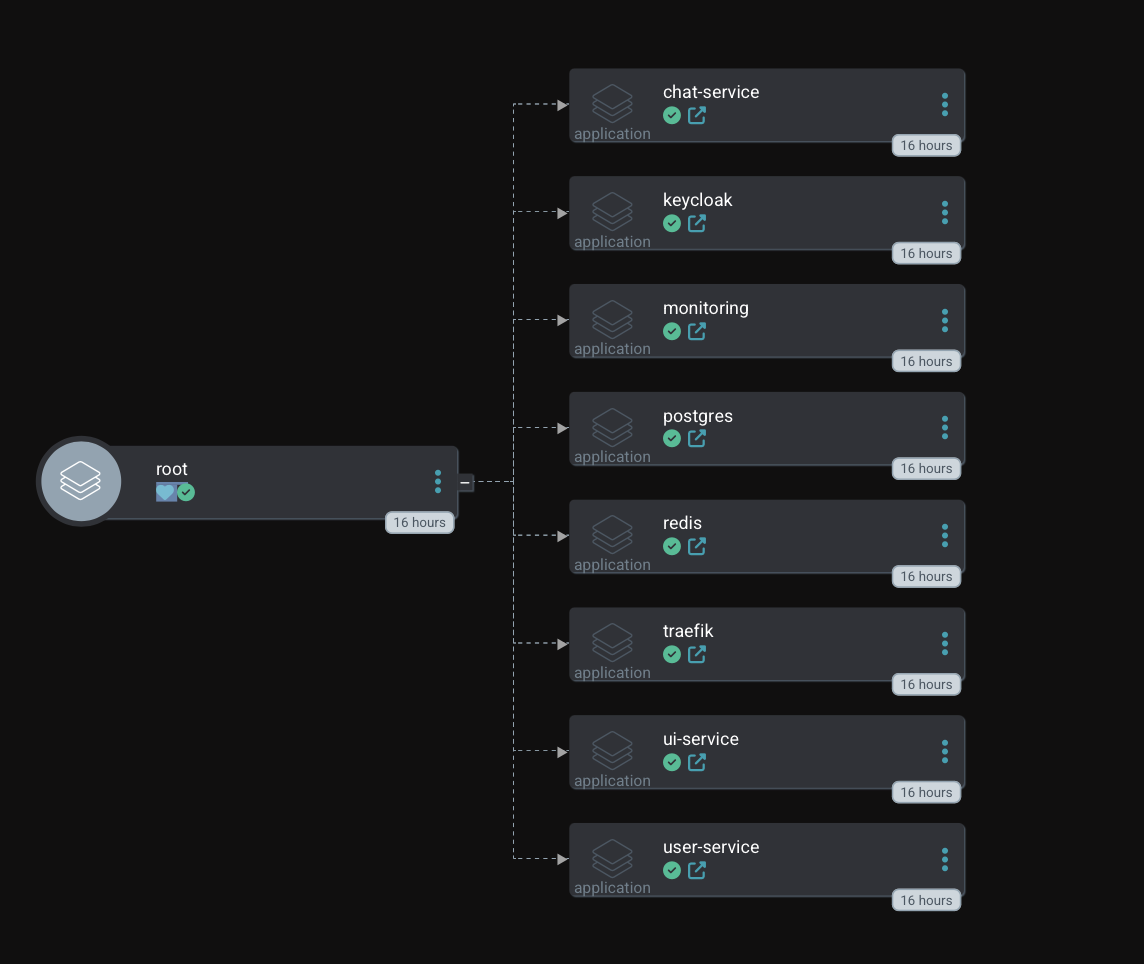 chat-service
application
16 hours
keycloak
application
16 hours
monitoring
application
16 hours
postgres
application
16 hours
root
16 hours
redis
application
16 hours
traefik
application
16 hours
ui-service
application
16 hours
user-service
application
16 hours